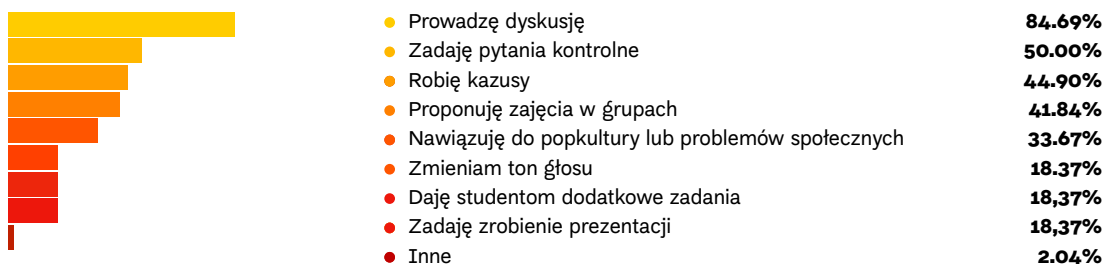 Prowadzę dyskusję 84.69%
Zadaję pytania kontrolne 50.00%
Robię kazusy 44.90%
Proponuję zajęcia w grupach 41.84%
Nawiązuję do popkultury lub problemów społecznych 33.67%
Zmieniam ton głosu 18.37%
Daję studentom dodatkowe zadania 18,37%
Zadaję zrobienie prezentacji 18,37%
Inne 2.04%